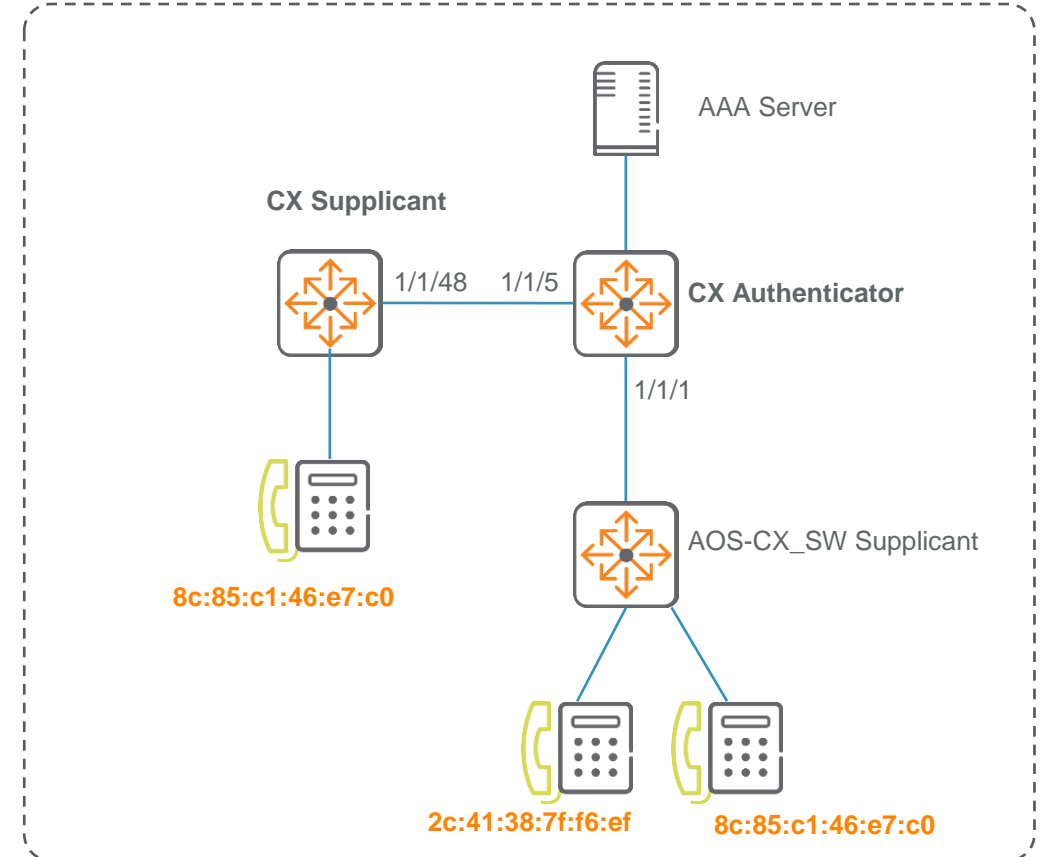 AAA Server
CX Supplicant
1/1/48
1/1/5
CX Authenticator
1/1/1
AOS-CX_SW Supplicant
8c:85:c1:46:e7:c0
2c:41:38:7f:f6:ef
8c:85:c1:46:e7:c0